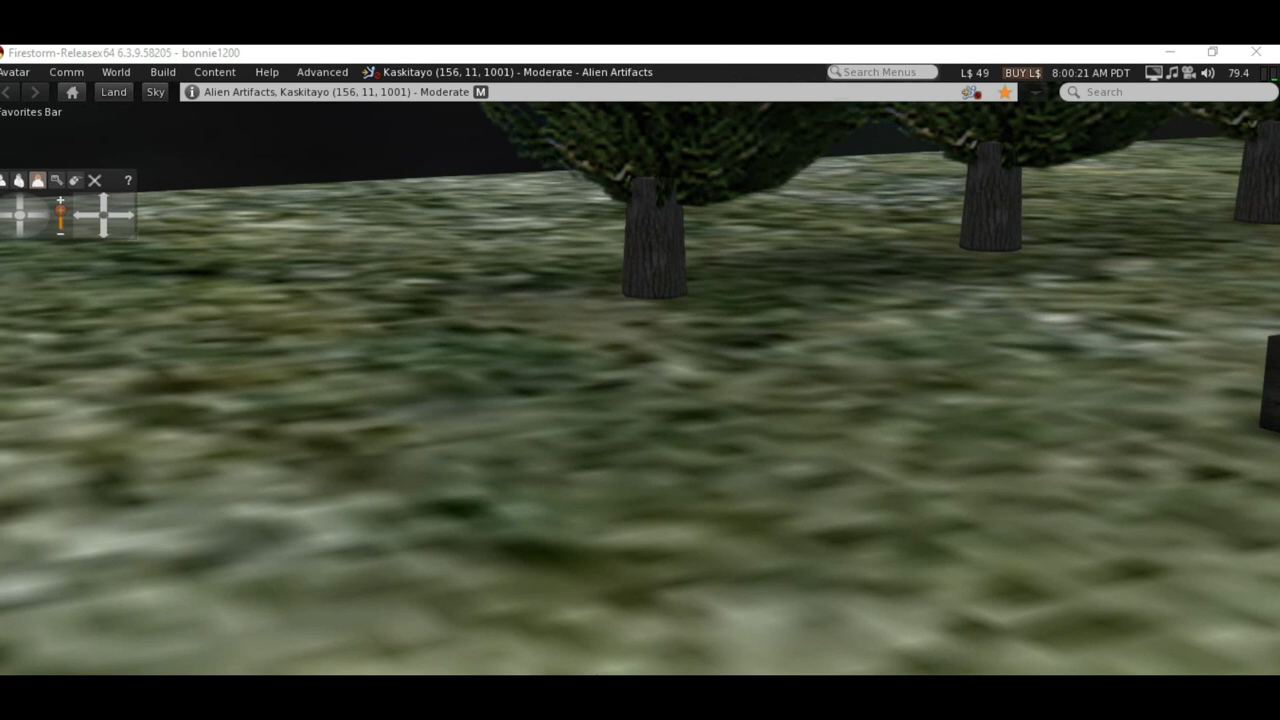 Firestorm-Releasex64 6.3.9.58205 - bonnie1200
Avatar Comm World Build Content Help Advanced Kaskitayo (156, 11, 1001) - Moderate - Alien Artifacts Search Menus L$ 49 BUY L$ 8:00:21 AM PDT 79.4
Land Sky Alien Artifacts, Kaskitayo (156, 11, 1001) - Moderate M Search
Favorites Bar
?